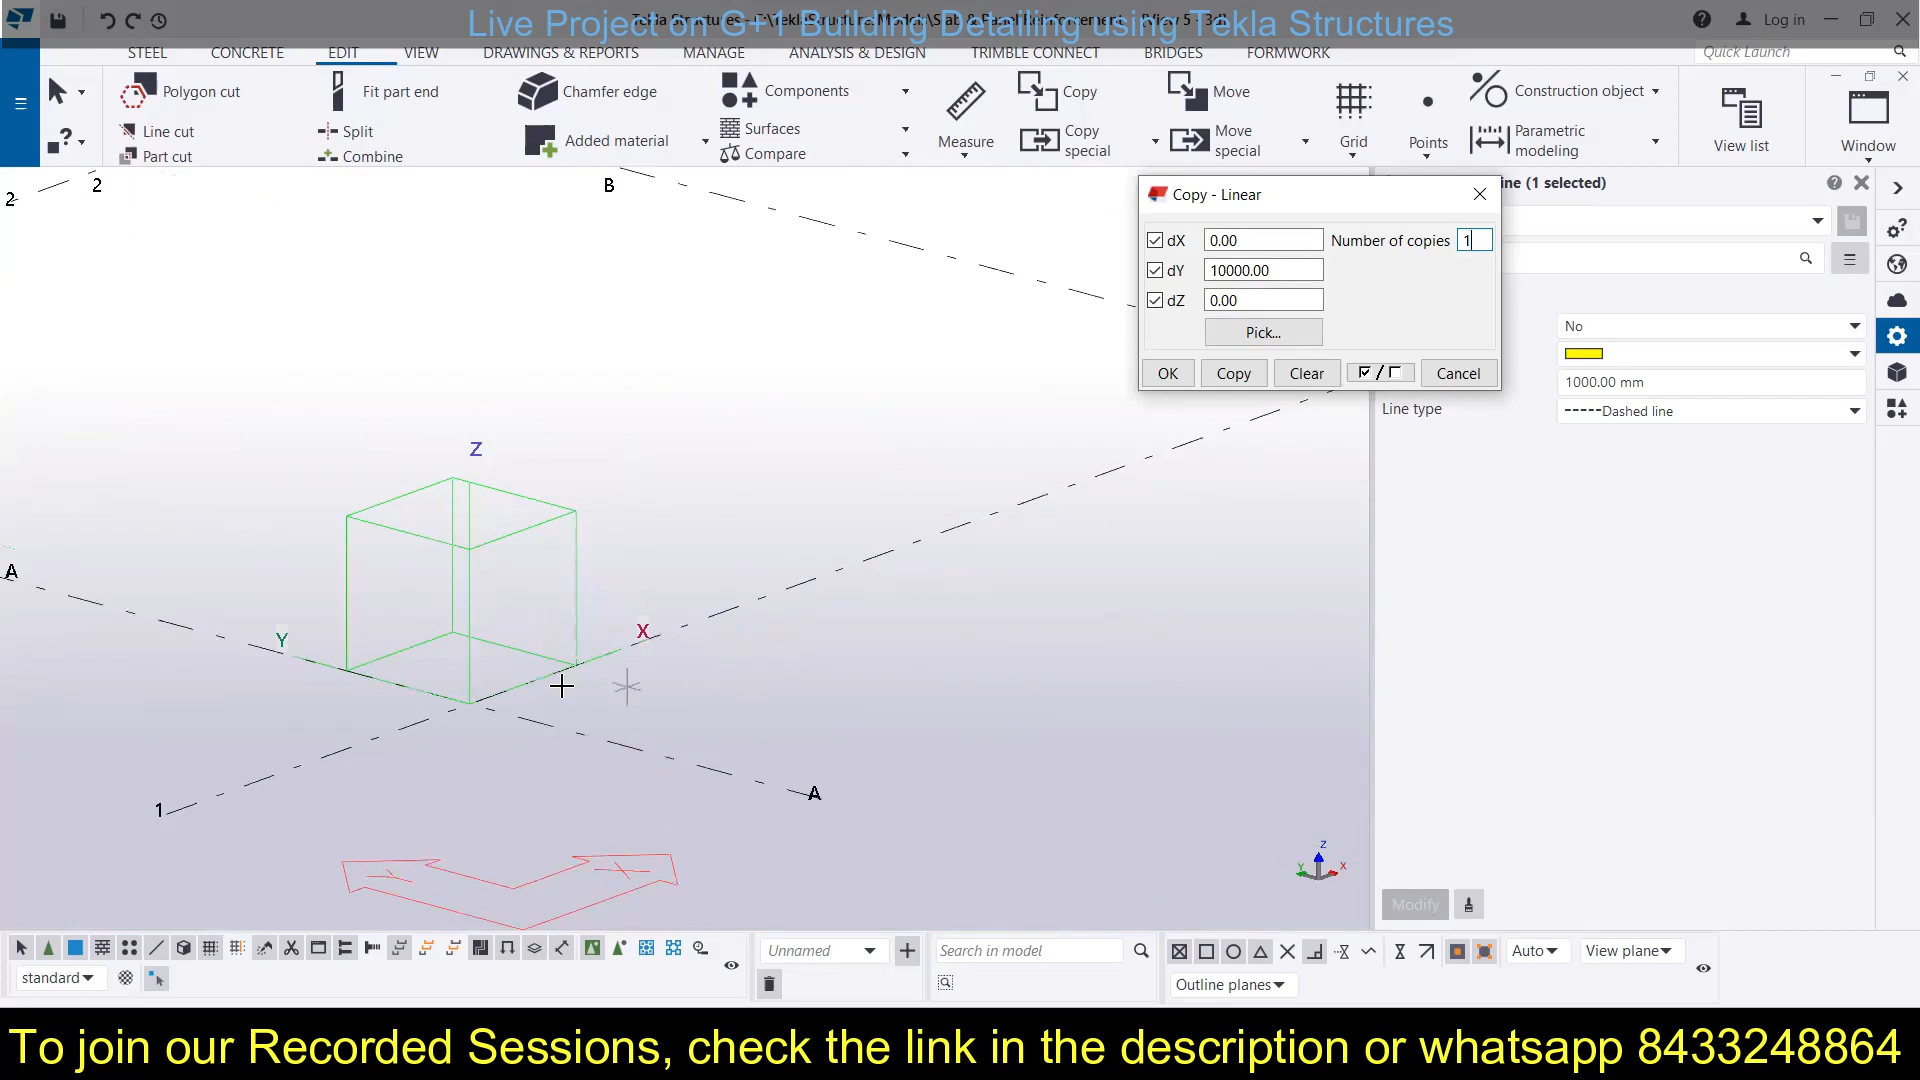 Live Project on G+1 Building Detailing using Tekla Structures
Log in
STEEL CONCRETE EDIT VIEW DRAWINGS & REPORTS MANAGE ANALYSIS & DESIGN TRIMBLE CONNECT BRIDGES FORMWORK
Quick Launch
Polygon cut Fit part end Chamfer edge Components Copy Move Construction object
Line cut Split Added material Surfaces Measure Copy special Move special Grid Points Parametric modeling View list Window
Part cut Combine Compare
Copy - Linear
(1 selected)
dX 0.00 Number of copies 1
dY 10000.00
dZ 0.00
Pick...
OK Copy Clear / Cancel
No
1000.00 mm
Line type Dashed line
2 2 B
Z
A
Y X
1 A
Z
Y X
Modify
Unnamed Search in model Auto View plane
standard Outline planes
To join our Recorded Sessions, check the link in the description or whatsapp 8433248864